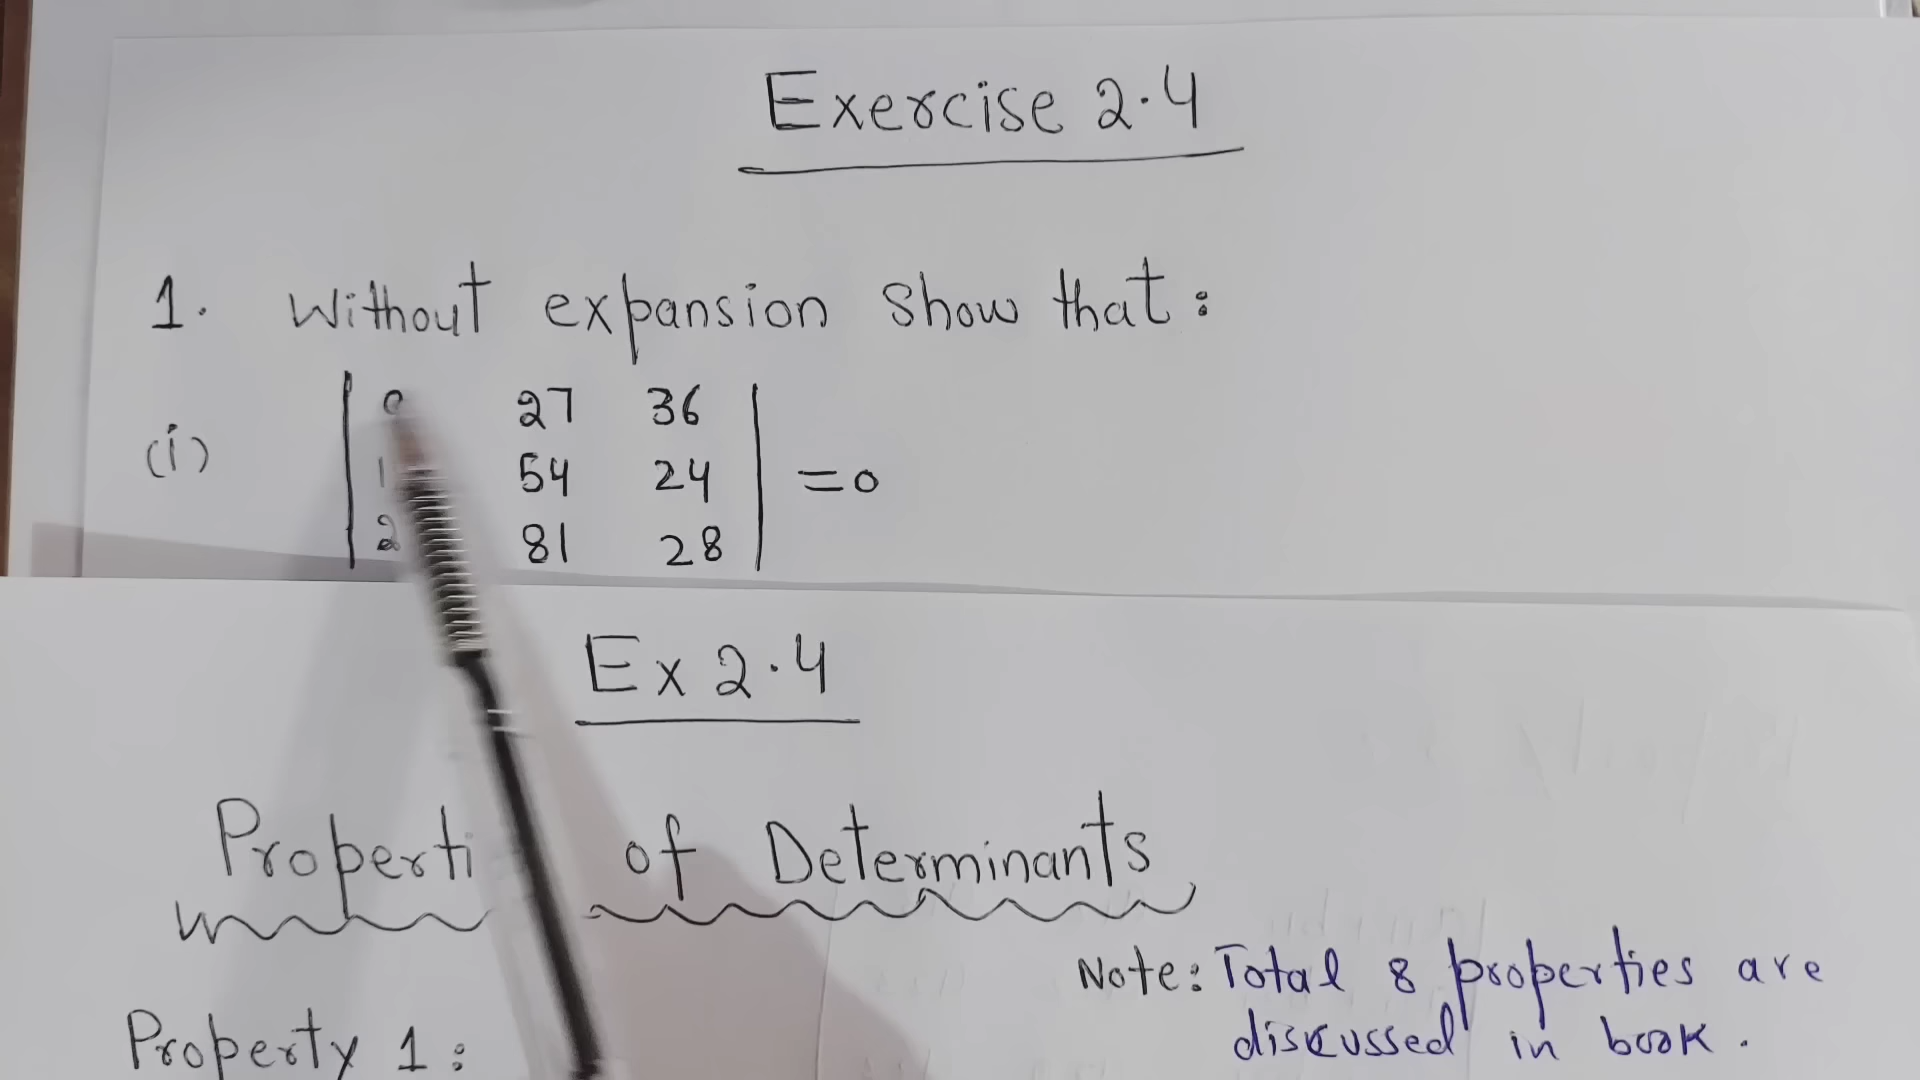 Exercise 2.4
1. Without expansion show that:
27 36
(i) 54 24 =0
81 28
Ex 2.4
of Determinants
Note: Total 8 properties are
discussed in book.
Property 1: